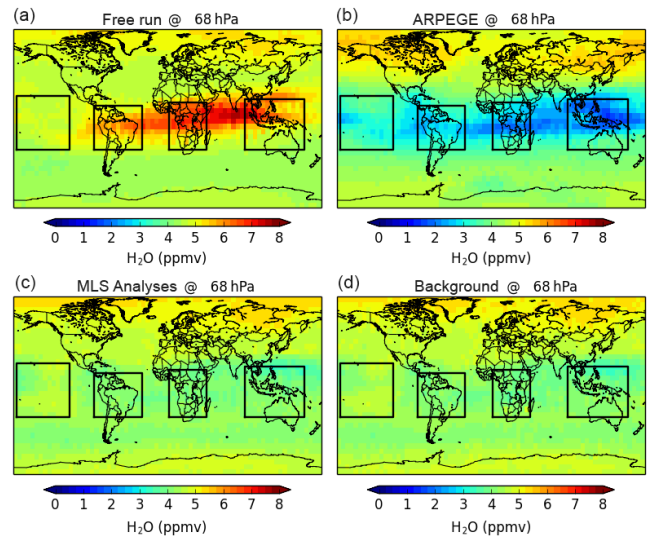 (a) Free run @ 68 hPa
(b) ARPEGE @ 68 hPa
0 1 2 3 4 5 6 7 8
H₂O (ppmv)
0 1 2 3 4 5 6 7 8
H₂O (ppmv)
(c) MLS Analyses @ 68 hPa
(d) Background @ 68 hPa
0 1 2 3 4 5 6 7 8
H₂O (ppmv)
0 1 2 3 4 5 6 7 8
H₂O (ppmv)